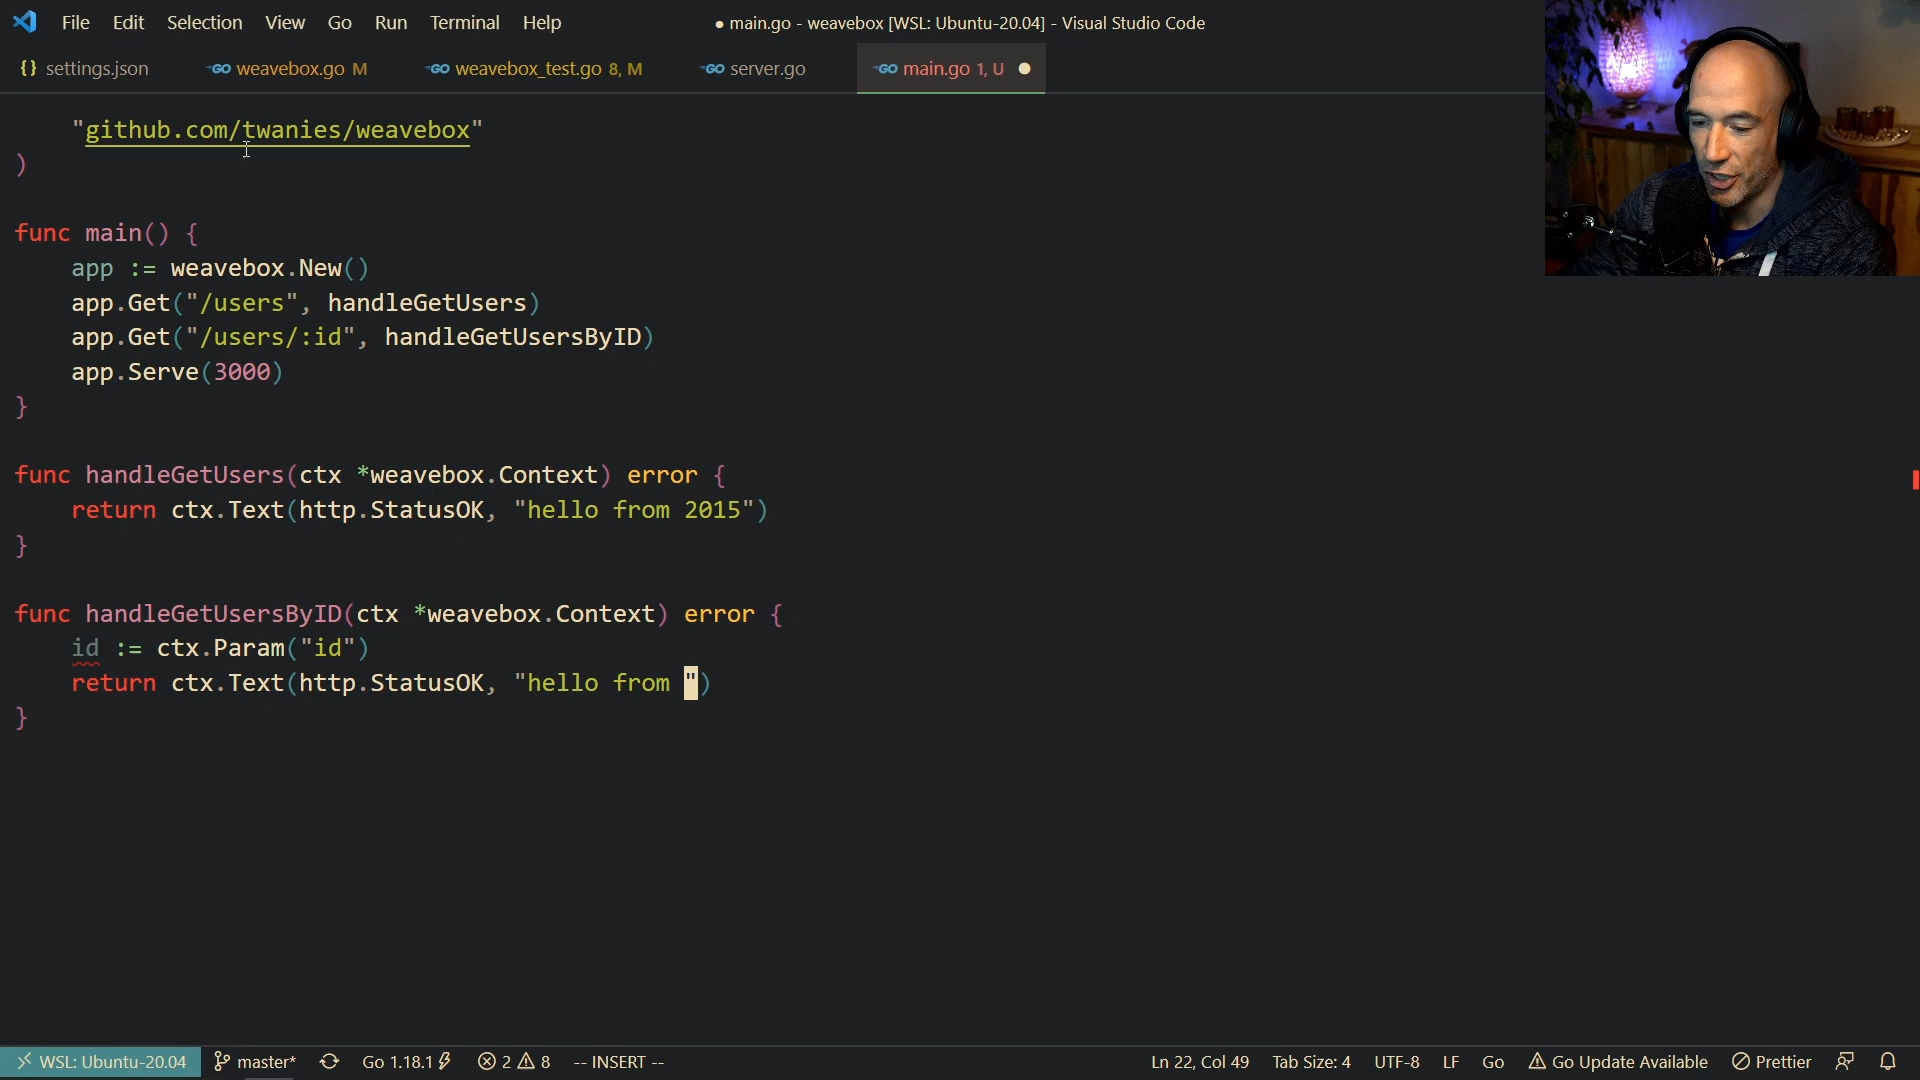 File Edit Selection View Go Run Terminal Help ● main.go - weavebox [WSL: Ubuntu-20.04] - Visual Studio Code
{} settings.json GO weavebox.go M GO weavebox_test.go 8, M GO server.go GO main.go 1, U ●
"github.com/twanies/weavebox"
)
func main() {
app := weavebox.New()
app.Get("/users", handleGetUsers)
app.Get("/users/:id", handleGetUsersByID)
app.Serve(3000)
}
func handleGetUsers(ctx *weavebox.Context) error {
return ctx.Text(http.StatusOK, "hello from 2015")
}
func handleGetUsersByID(ctx *weavebox.Context) error {
id := ctx.Param("id")
return ctx.Text(http.StatusOK, "hello from ")
}
WSL: Ubuntu-20.04 master* Go 1.18.1 2 8 -- INSERT -- Ln 22, Col 49 Tab Size: 4 UTF-8 LF Go Go Update Available Prettier